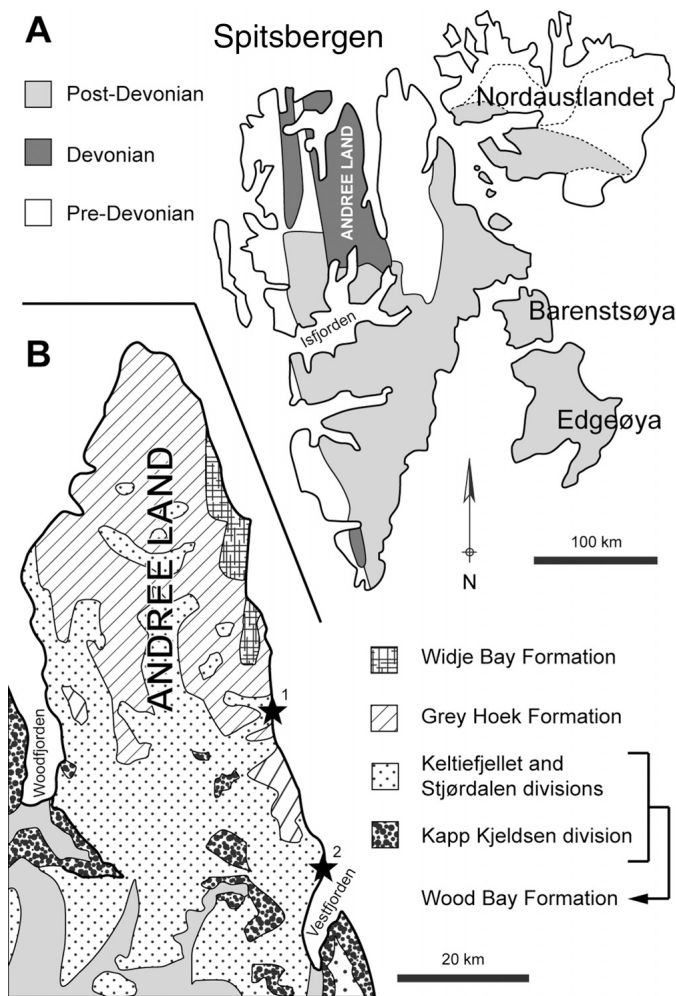 A
Spitsbergen
Post-Devonian
Devonian
Pre-Devonian
Nordaustlandet
ANDREE LAND
Isfjorden
Barenstsøya
Edgeøya
N
100 km
B
ANDREE LAND
Woodfjorden
1
2
Vestfjorden
Widje Bay Formation
Grey Hoek Formation
Keltiefjellet and
Stjørdalen divisions
Kapp Kjeldsen division
Wood Bay Formation
20 km